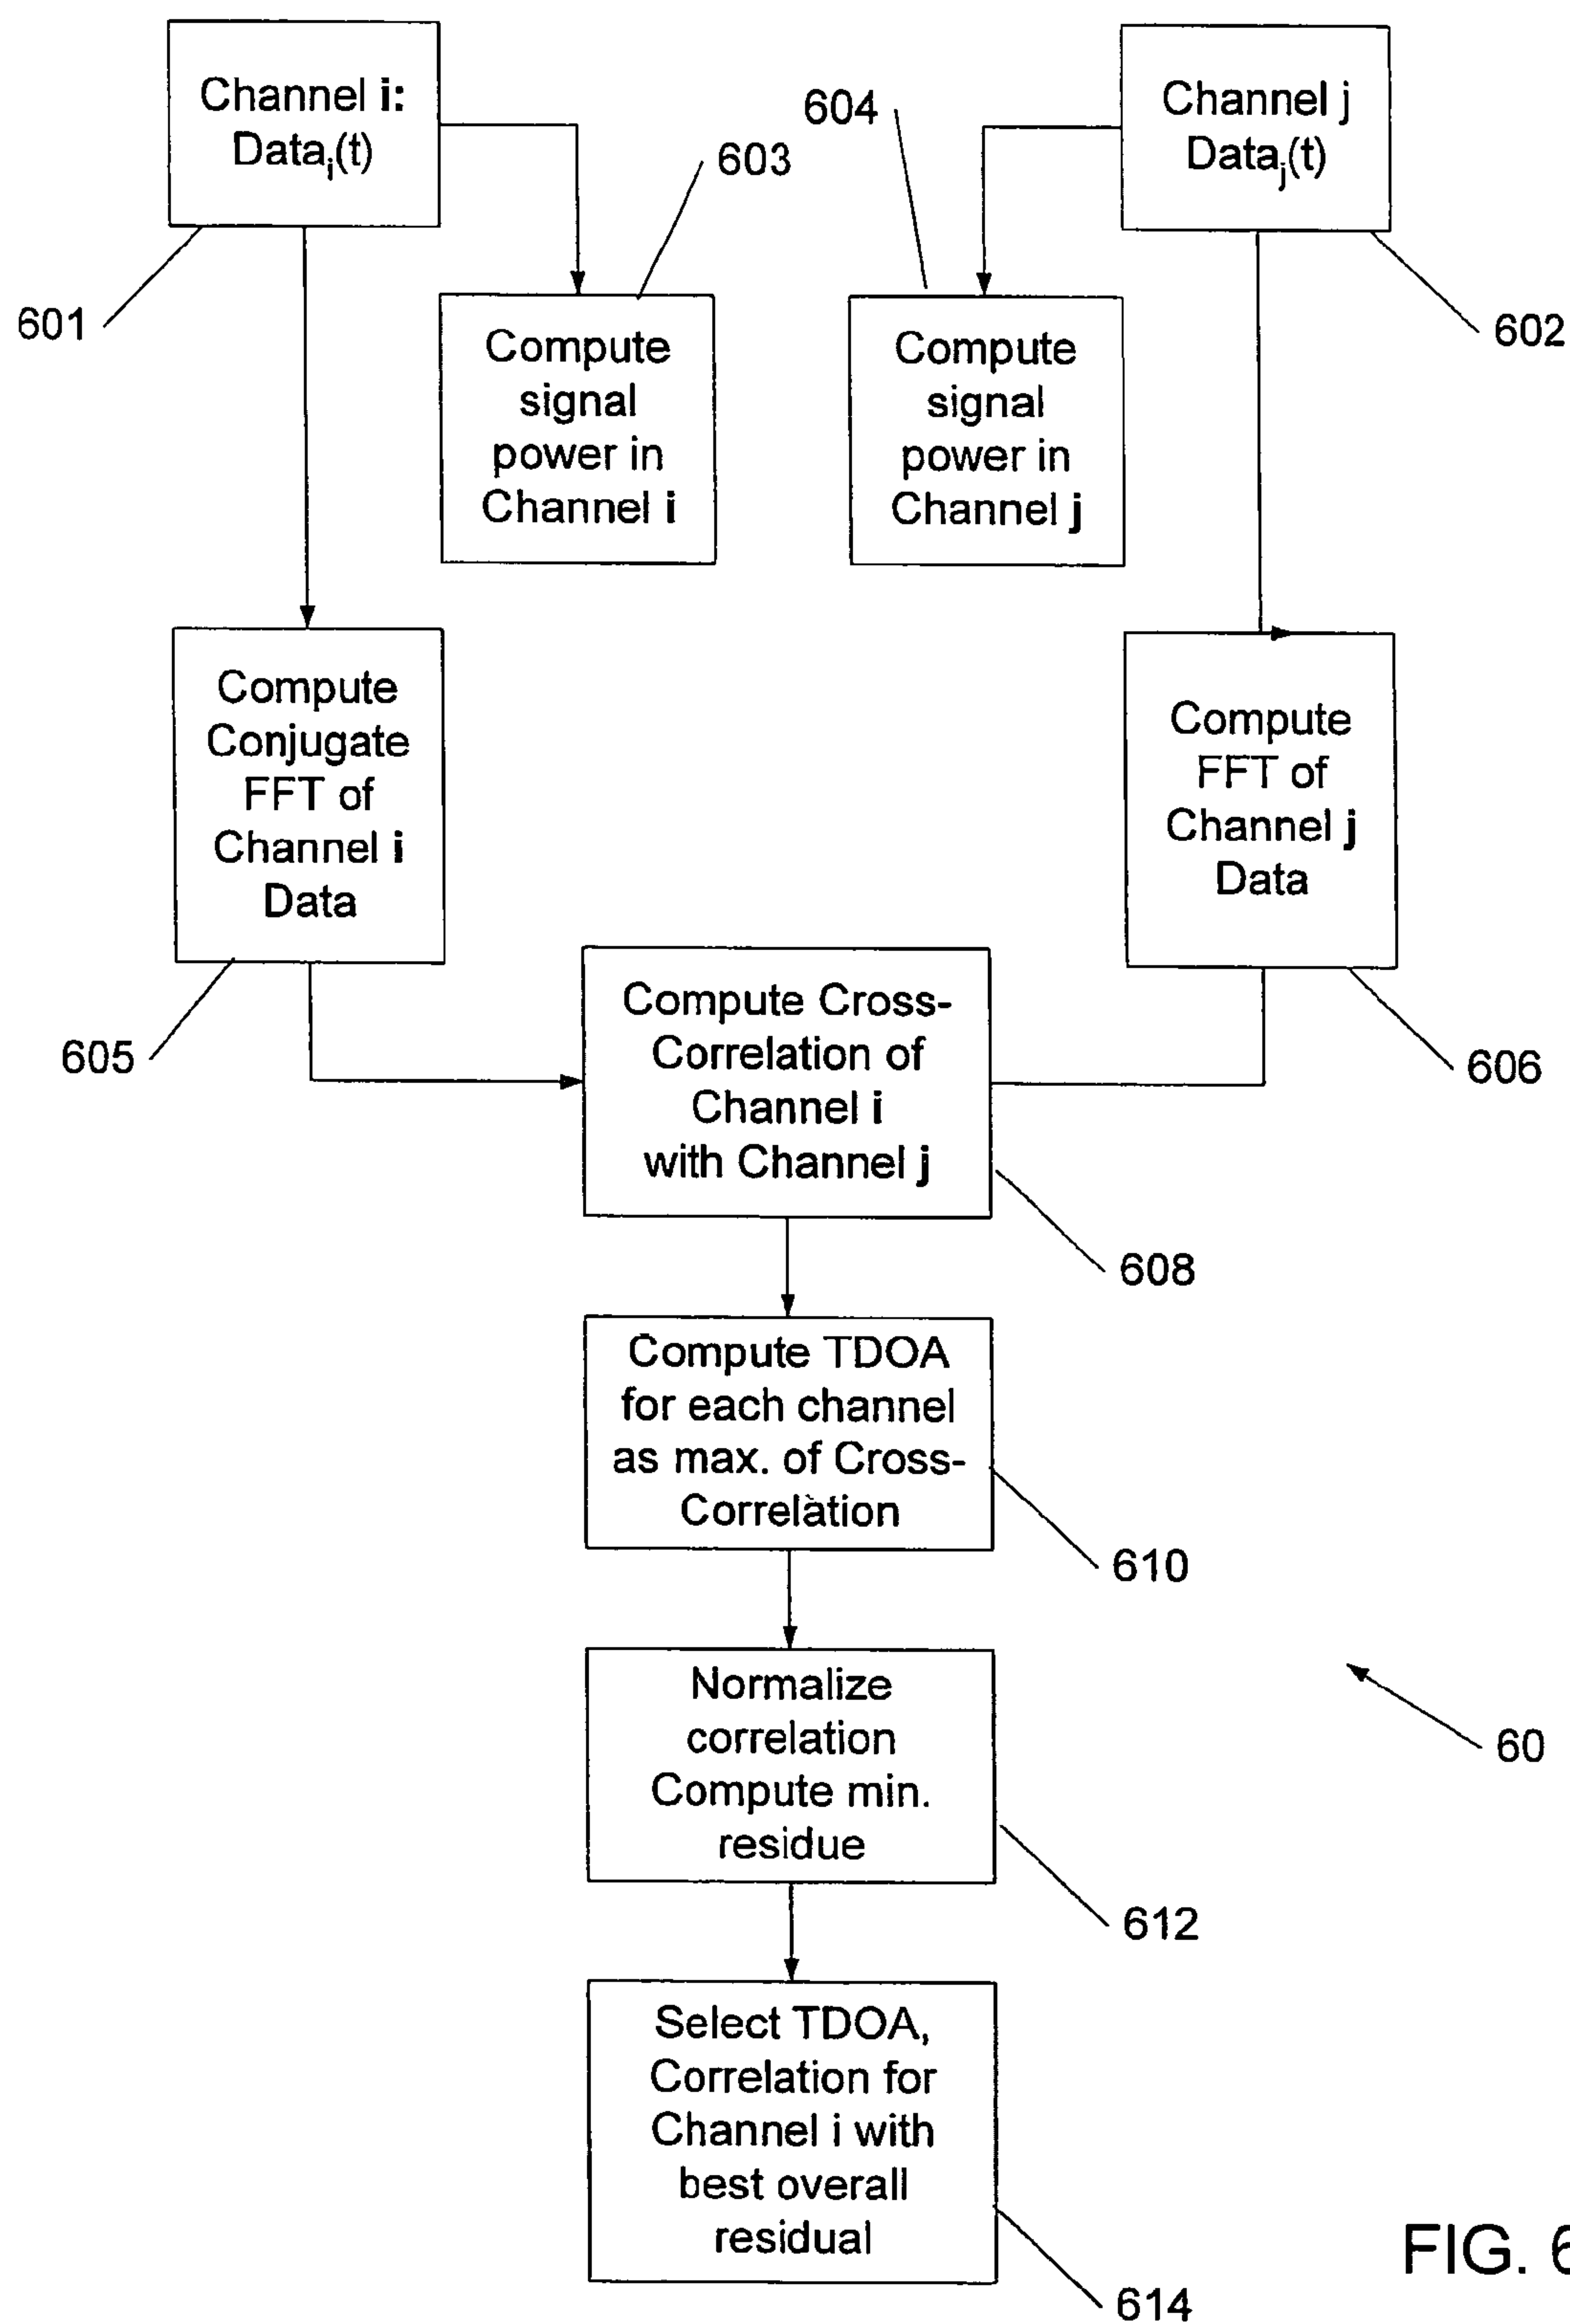 Channel i:
Data_i(t)
Channel j
Data_j(t)
604
603
601
602
Compute
signal
power in
Channel i
Compute
signal
power in
Channel j
Compute
Conjugate
FFT of
Channel i
Data
Compute
FFT of
Channel j
Data
605
606
Compute Cross-
Correlation of
Channel i
with Channel j
608
Compute TDOA
for each channel
as max. of Cross-
Correlation
610
Normalize
correlation
Compute min.
residue
60
612
Select TDOA,
Correlation for
Channel i with
best overall
residual
614
FIG. 6